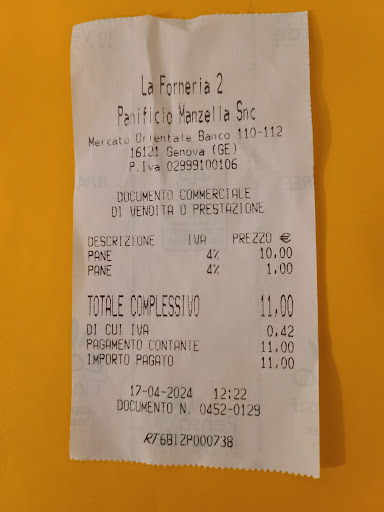 La Forneria 2
Panificio Manzella Snc
Mercato Orientale Banco 110-112
16121 Genova (GE)
P.Iva 02999100106
DOCUMENTO COMMERCIALE
DI VENDITA O PRESTAZIONE
DESCRIZIONE IVA PREZZO €
PANE 4% 10,00
PANE 4% 1,00
TOTALE COMPLESSIVO 11,00
DI CUI IVA 0,42
PAGAMENTO CONTANTE 11,00
IMPORTO PAGATO 11,00
17-04-2024 12:22
DOCUMENTO N. 0452-0129
RT6BIZP000738